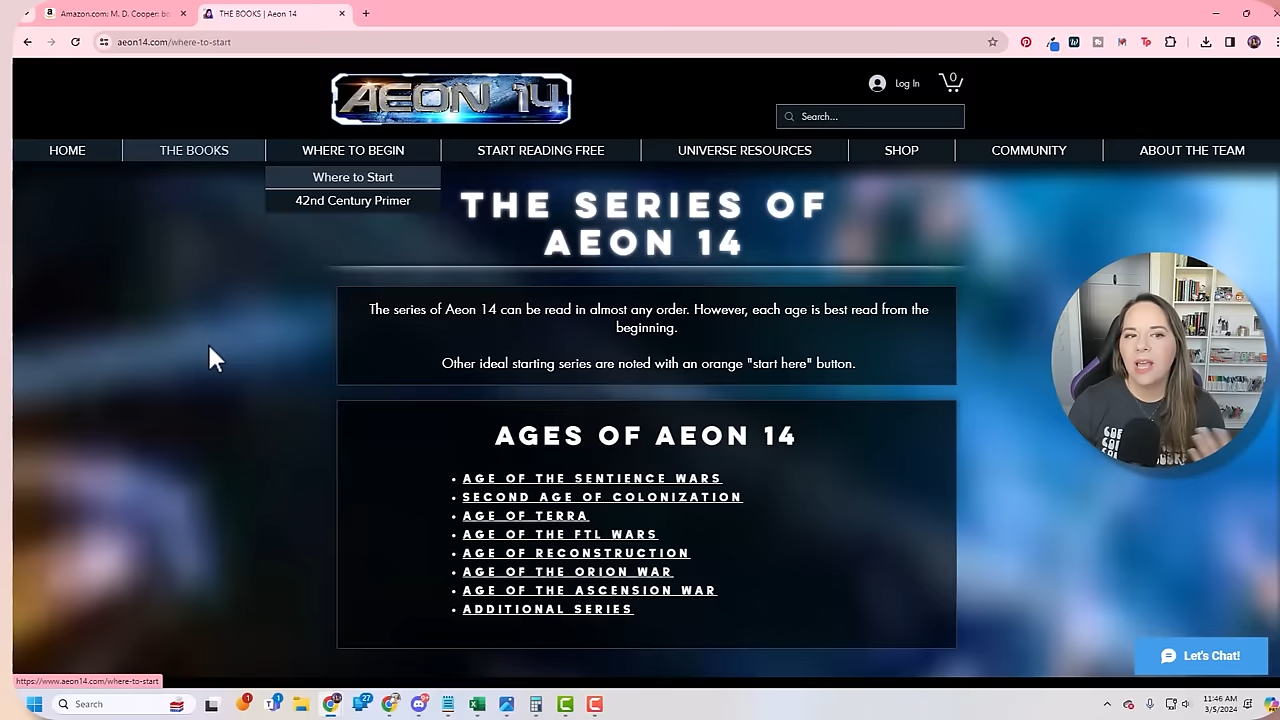 Amazon.com: M. D. Cooper: bo
THE BOOKS | Aeon 14
aeon14.com/where-to-start
AEON 14
Log In
0
Search...
HOME
THE BOOKS
WHERE TO BEGIN
START READING FREE
UNIVERSE RESOURCES
SHOP
COMMUNITY
ABOUT THE TEAM
Where to Start
42nd Century Primer
THE SERIES OF
AEON 14
The series of Aeon 14 can be read in almost any order. However, each age is best read from the
beginning.
Other ideal starting series are noted with an orange "start here" button.
AGES OF AEON 14
• AGE OF THE SENTIENCE WARS
• SECOND AGE OF COLONIZATION
• AGE OF TERRA
• AGE OF THE FTL WARS
• AGE OF RECONSTRUCTION
• AGE OF THE ORION WAR
• AGE OF THE ASCENSION WAR
• ADDITIONAL SERIES
Let's Chat!
https://www.aeon14.com/where-to-start
Search
27
11:46 AM
3/5/2024